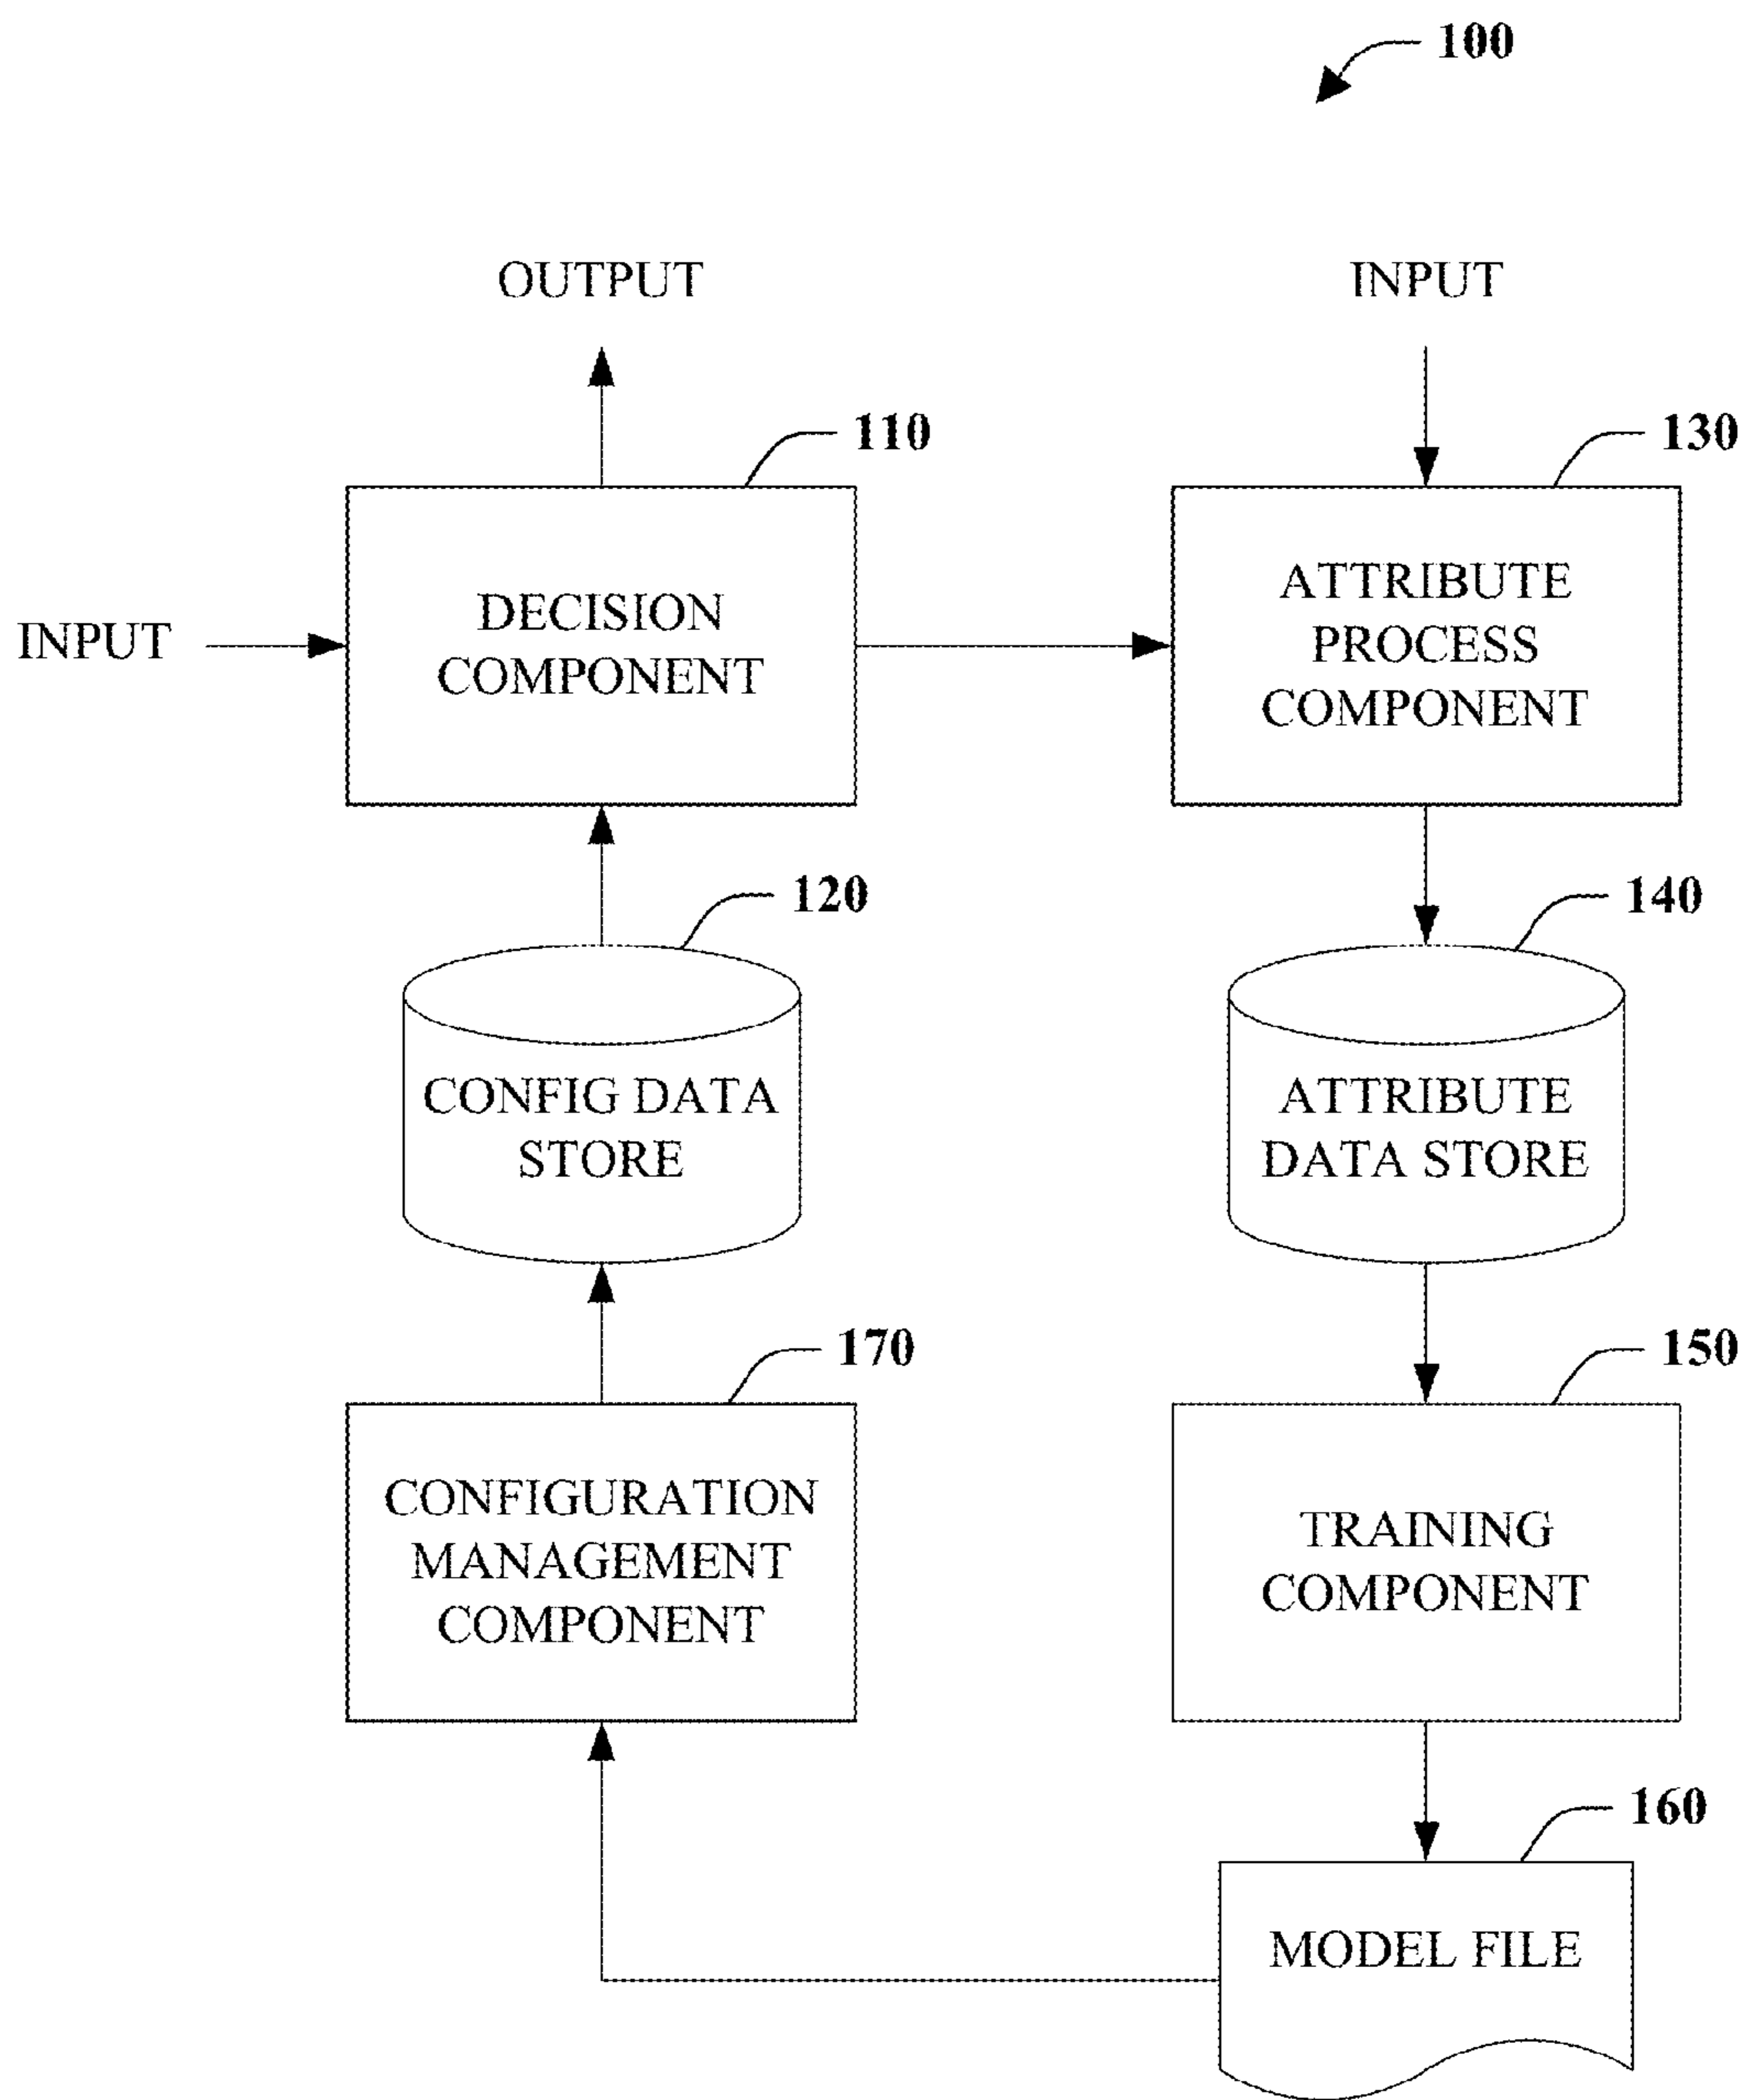 100
OUTPUT
INPUT
110
130
INPUT
DECISION
COMPONENT
ATTRIBUTE
PROCESS
COMPONENT
120
140
CONFIG DATA
STORE
ATTRIBUTE
DATA STORE
170
150
CONFIGURATION
MANAGEMENT
COMPONENT
TRAINING
COMPONENT
160
MODEL FILE